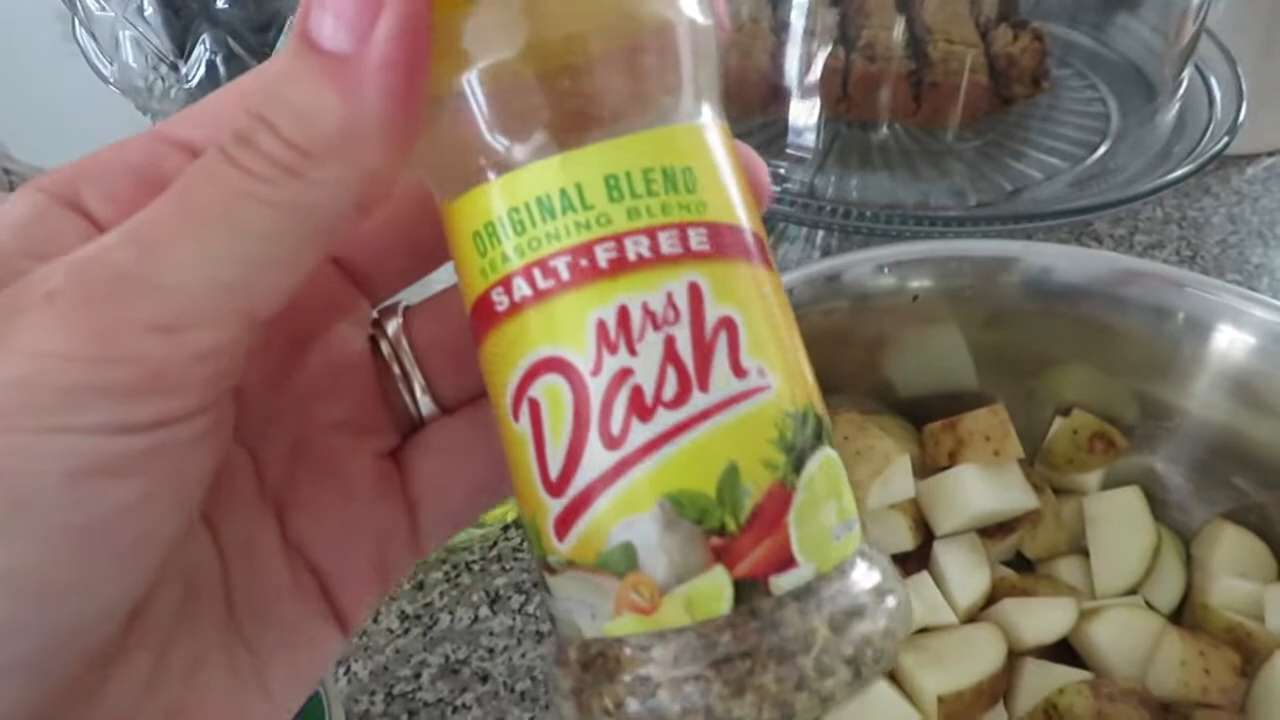 ORIGINAL BLEND
SEASONING BLEND
SALT-FREE
Mrs
Dash